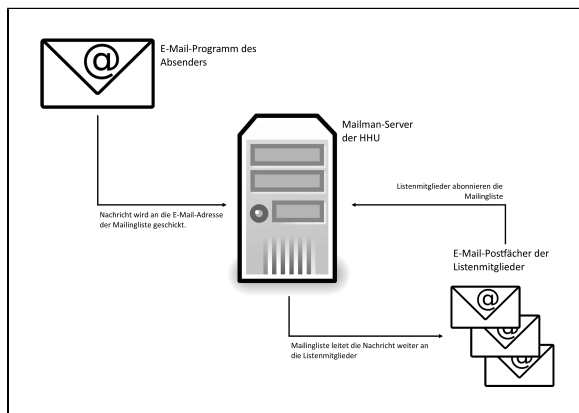 E-Mail-Programm des
Absenders
Mailman-Server
der HHU
Listenmitglieder abonnieren die
Mailingliste
Nachricht wird an die E-Mail-Adresse
der Mailingliste geschickt.
E-Mail-Postfächer der
Listenmitglieder
Mailingliste leitet die Nachricht weiter an
die Listenmitglieder